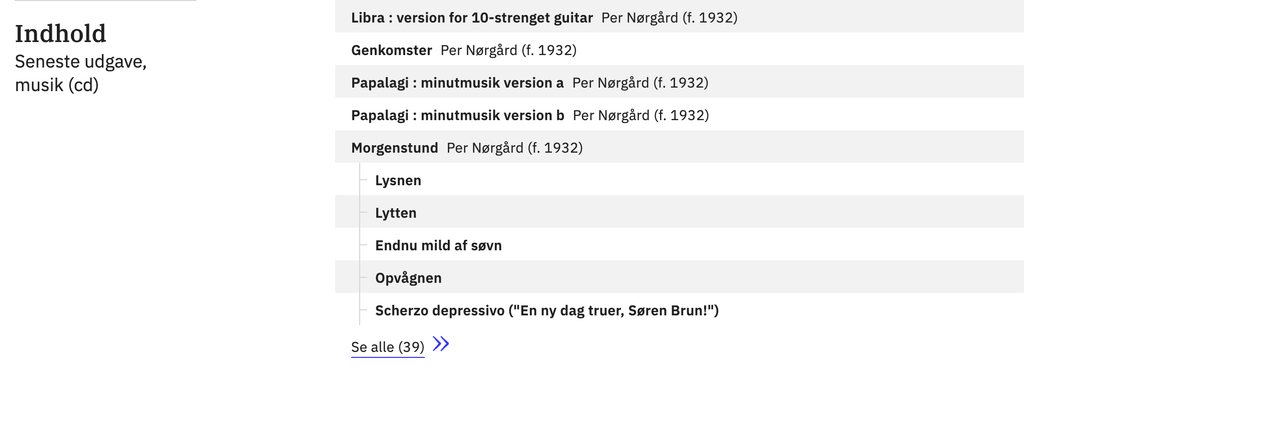 Indhold
Seneste udgave,
musik (cd)
Libra : version for 10-strenget guitar Per Nørgård (f. 1932)
Genkomster Per Nørgård (f. 1932)
Papalagi : minutmusik version a Per Nørgård (f. 1932)
Papalagi : minutmusik version b Per Nørgård (f. 1932)
Morgenstund Per Nørgård (f. 1932)
Lysnen
Lytten
Endnu mild af søvn
Opvågnen
Scherzo depressivo ("En ny dag truer, Søren Brun!")
Se alle (39)